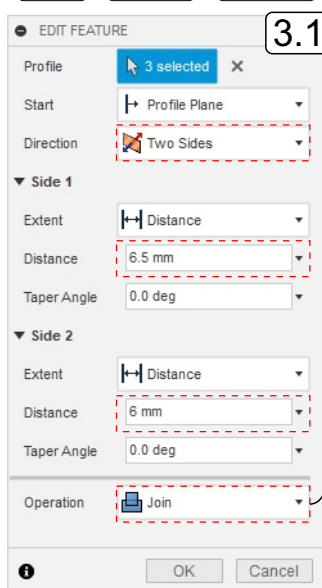 EDIT FEATURE
3.1
Profile 3 selected
Start Profile Plane
Direction Two Sides
Side 1
Extent Distance
Distance 6.5 mm
Taper Angle 0.0 deg
Side 2
Extent Distance
Distance 6 mm
Taper Angle 0.0 deg
Operation Join
OK Cancel